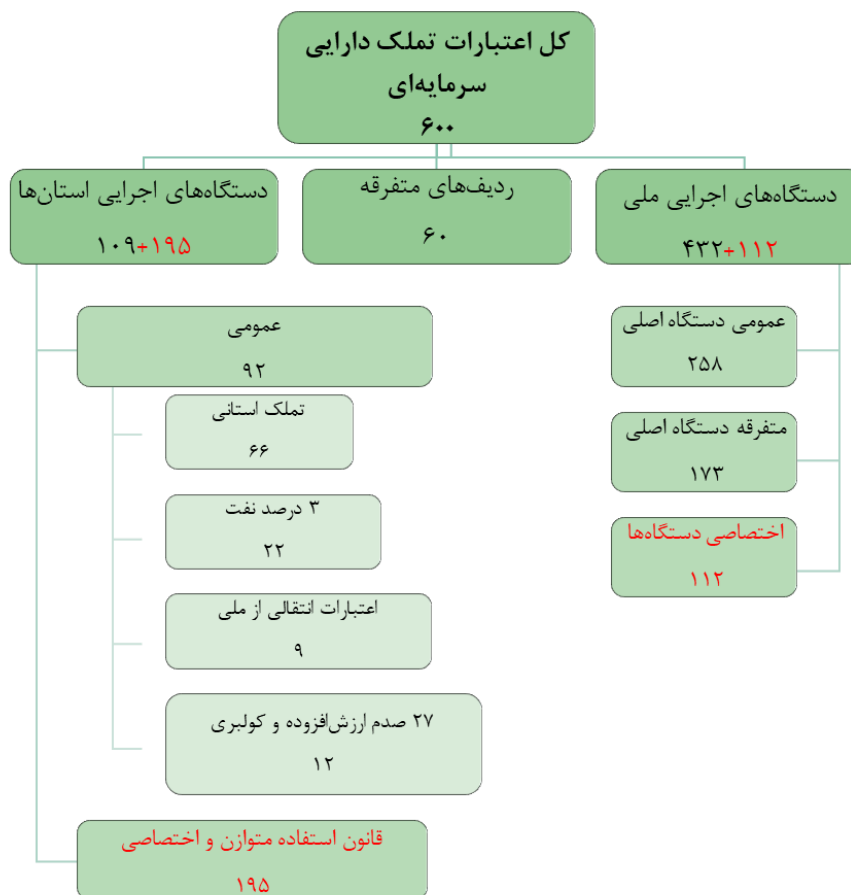 کل اعتبارات تملک دارایی
سرمایه‌ای
۶۰۰
دستگاه‌های اجرایی ملی
۴۳۲+۱۱۲
ردیف‌های متفرقه
۶۰
دستگاه‌های اجرایی استان‌ها
۱۰۹+۱۹۵
عمومی دستگاه اصلی
۲۵۸
متفرقه دستگاه اصلی
۱۷۳
اختصاصی دستگاه‌ها
۱۱۲
عمومی
۹۲
تملک استانی
۶۶
۳ درصد نفت
۲۲
اعتبارات انتقالی از ملی
۹
۲۷ صدم ارزش‌افزوده و کولبری
۱۲
قانون استفاده متوازن و اختصاصی
۱۹۵